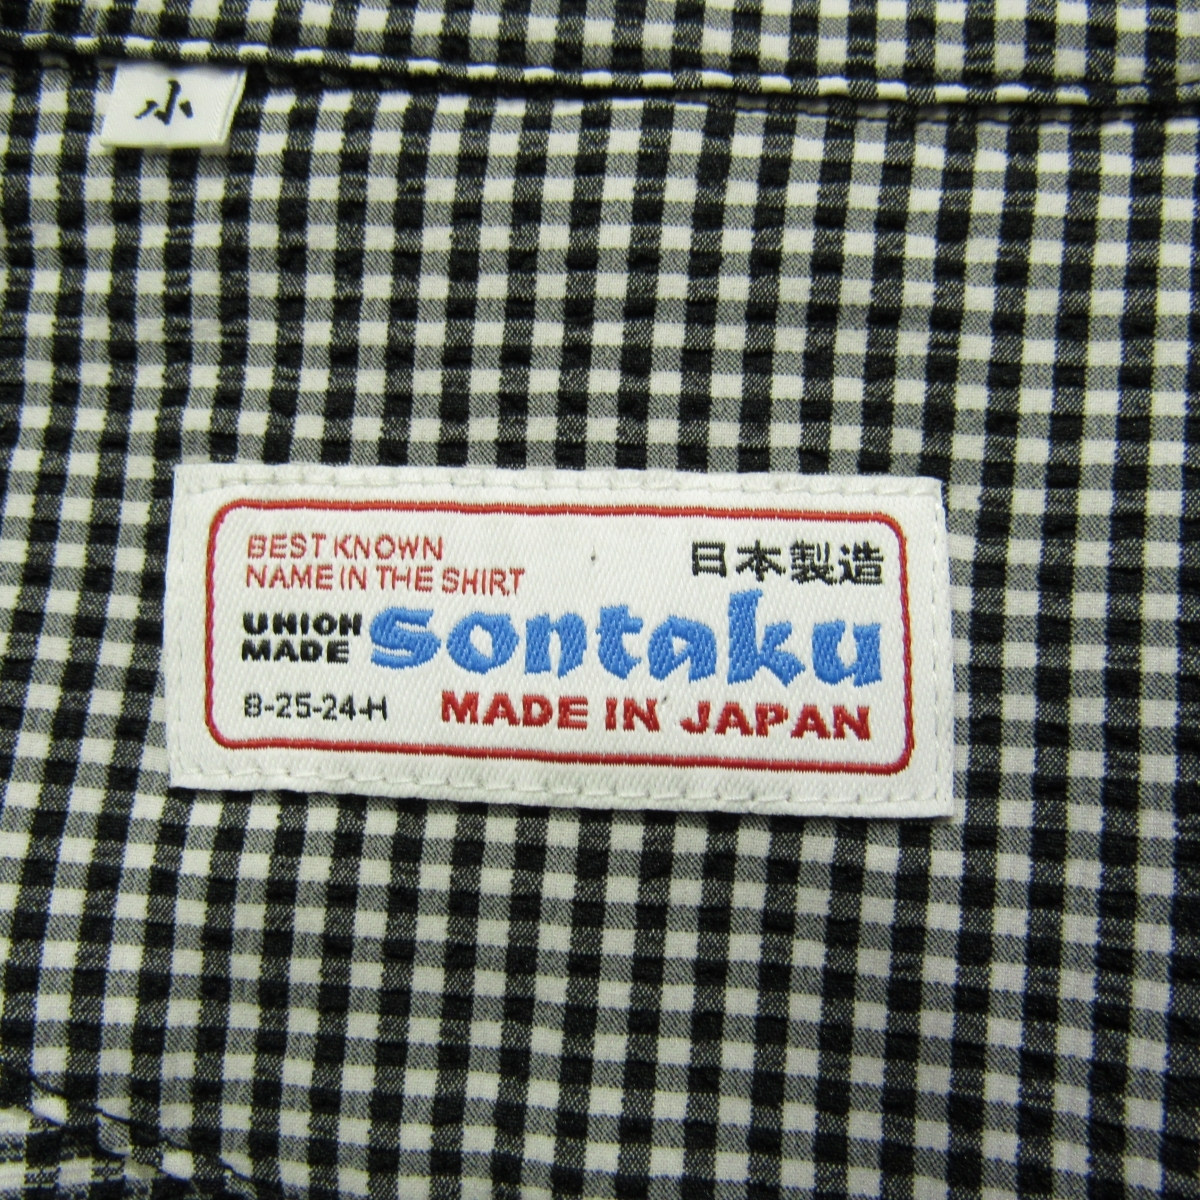 小
BEST KNOWN
NAME IN THE SHIRT
日本製造
UNION
MADE
sontaku
8-25-24-H
MADE IN JAPAN